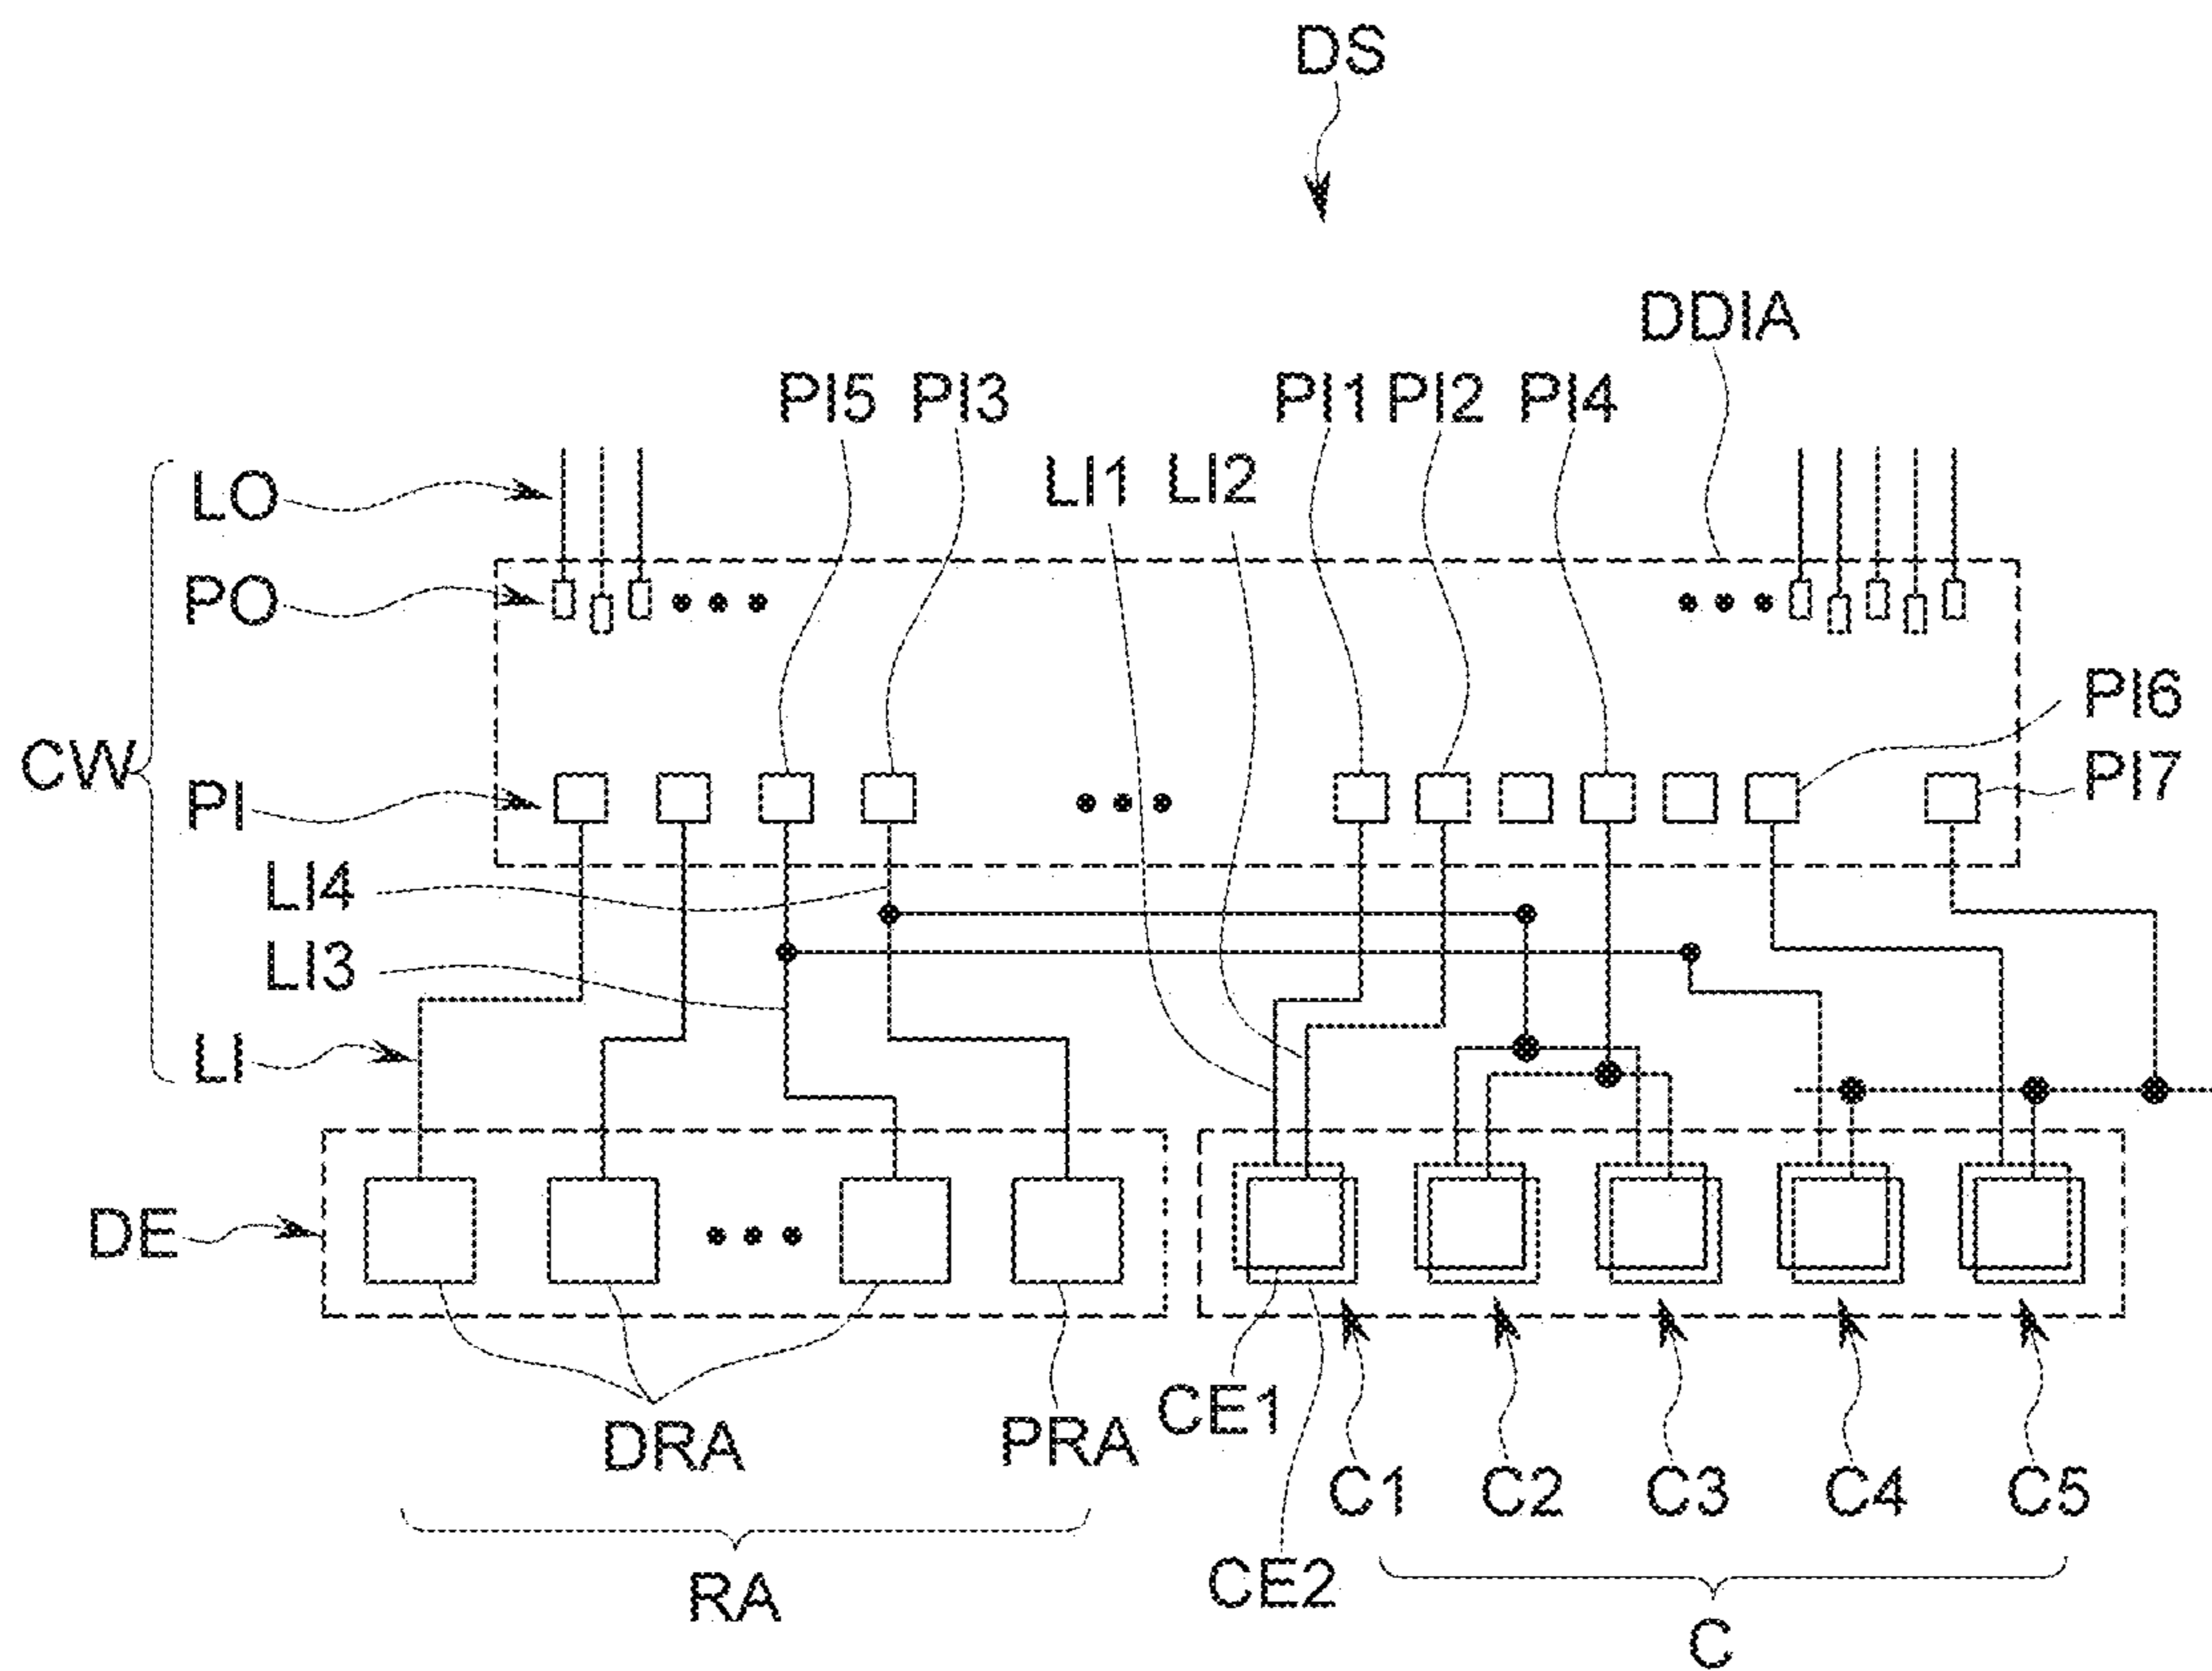 DS
DDIA
PI5 PI3 PI1 PI2 PI4
LI1 LI2
LO
PO
PI6
CW
PI
PI7
LI4
LI3
LI
DE
CE1
DRA
PRA
C1 C2 C3 C4 C5
RA
CE2
C